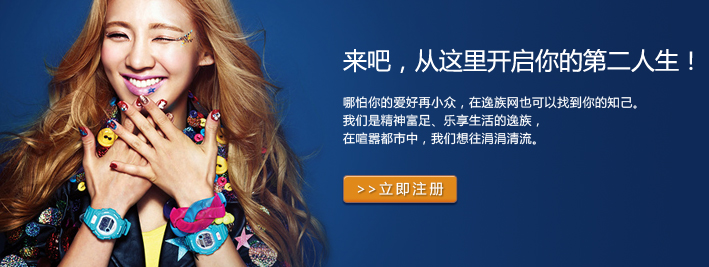 来吧，从这里开启你的第二人生！
哪怕你的爱好再小众，在逸族网也可以找到你的知己。
我们是精神富足、乐享生活的逸族，
在喧嚣都市中，我们想往涓涓清流。
>>立即注册